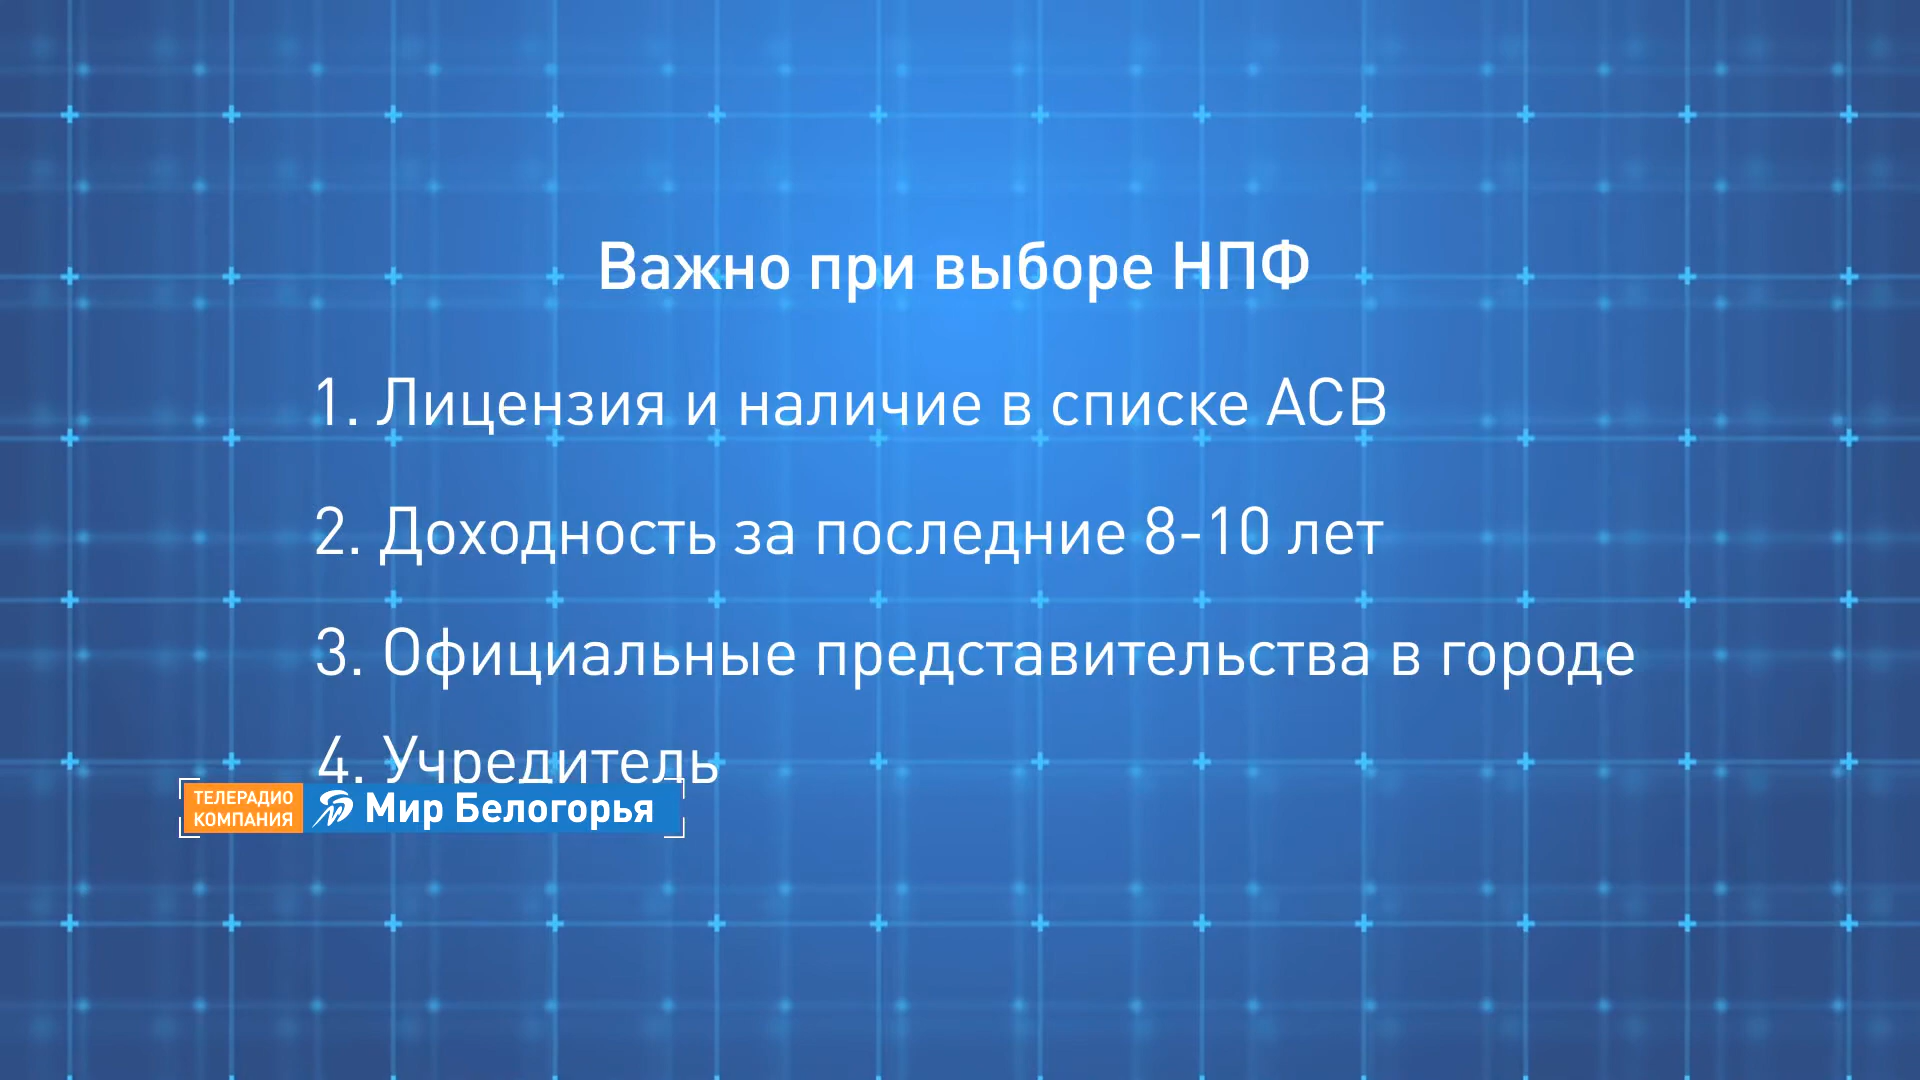 Важно при выборе НПФ
1. Лицензия и наличие в списке АСВ
2. Доходность за последние 8-10 лет
3. Официальные представительства в городе
4. Учредитель
ТЕЛЕРАДИО
КОМПАНИЯ
Мир Белогорья